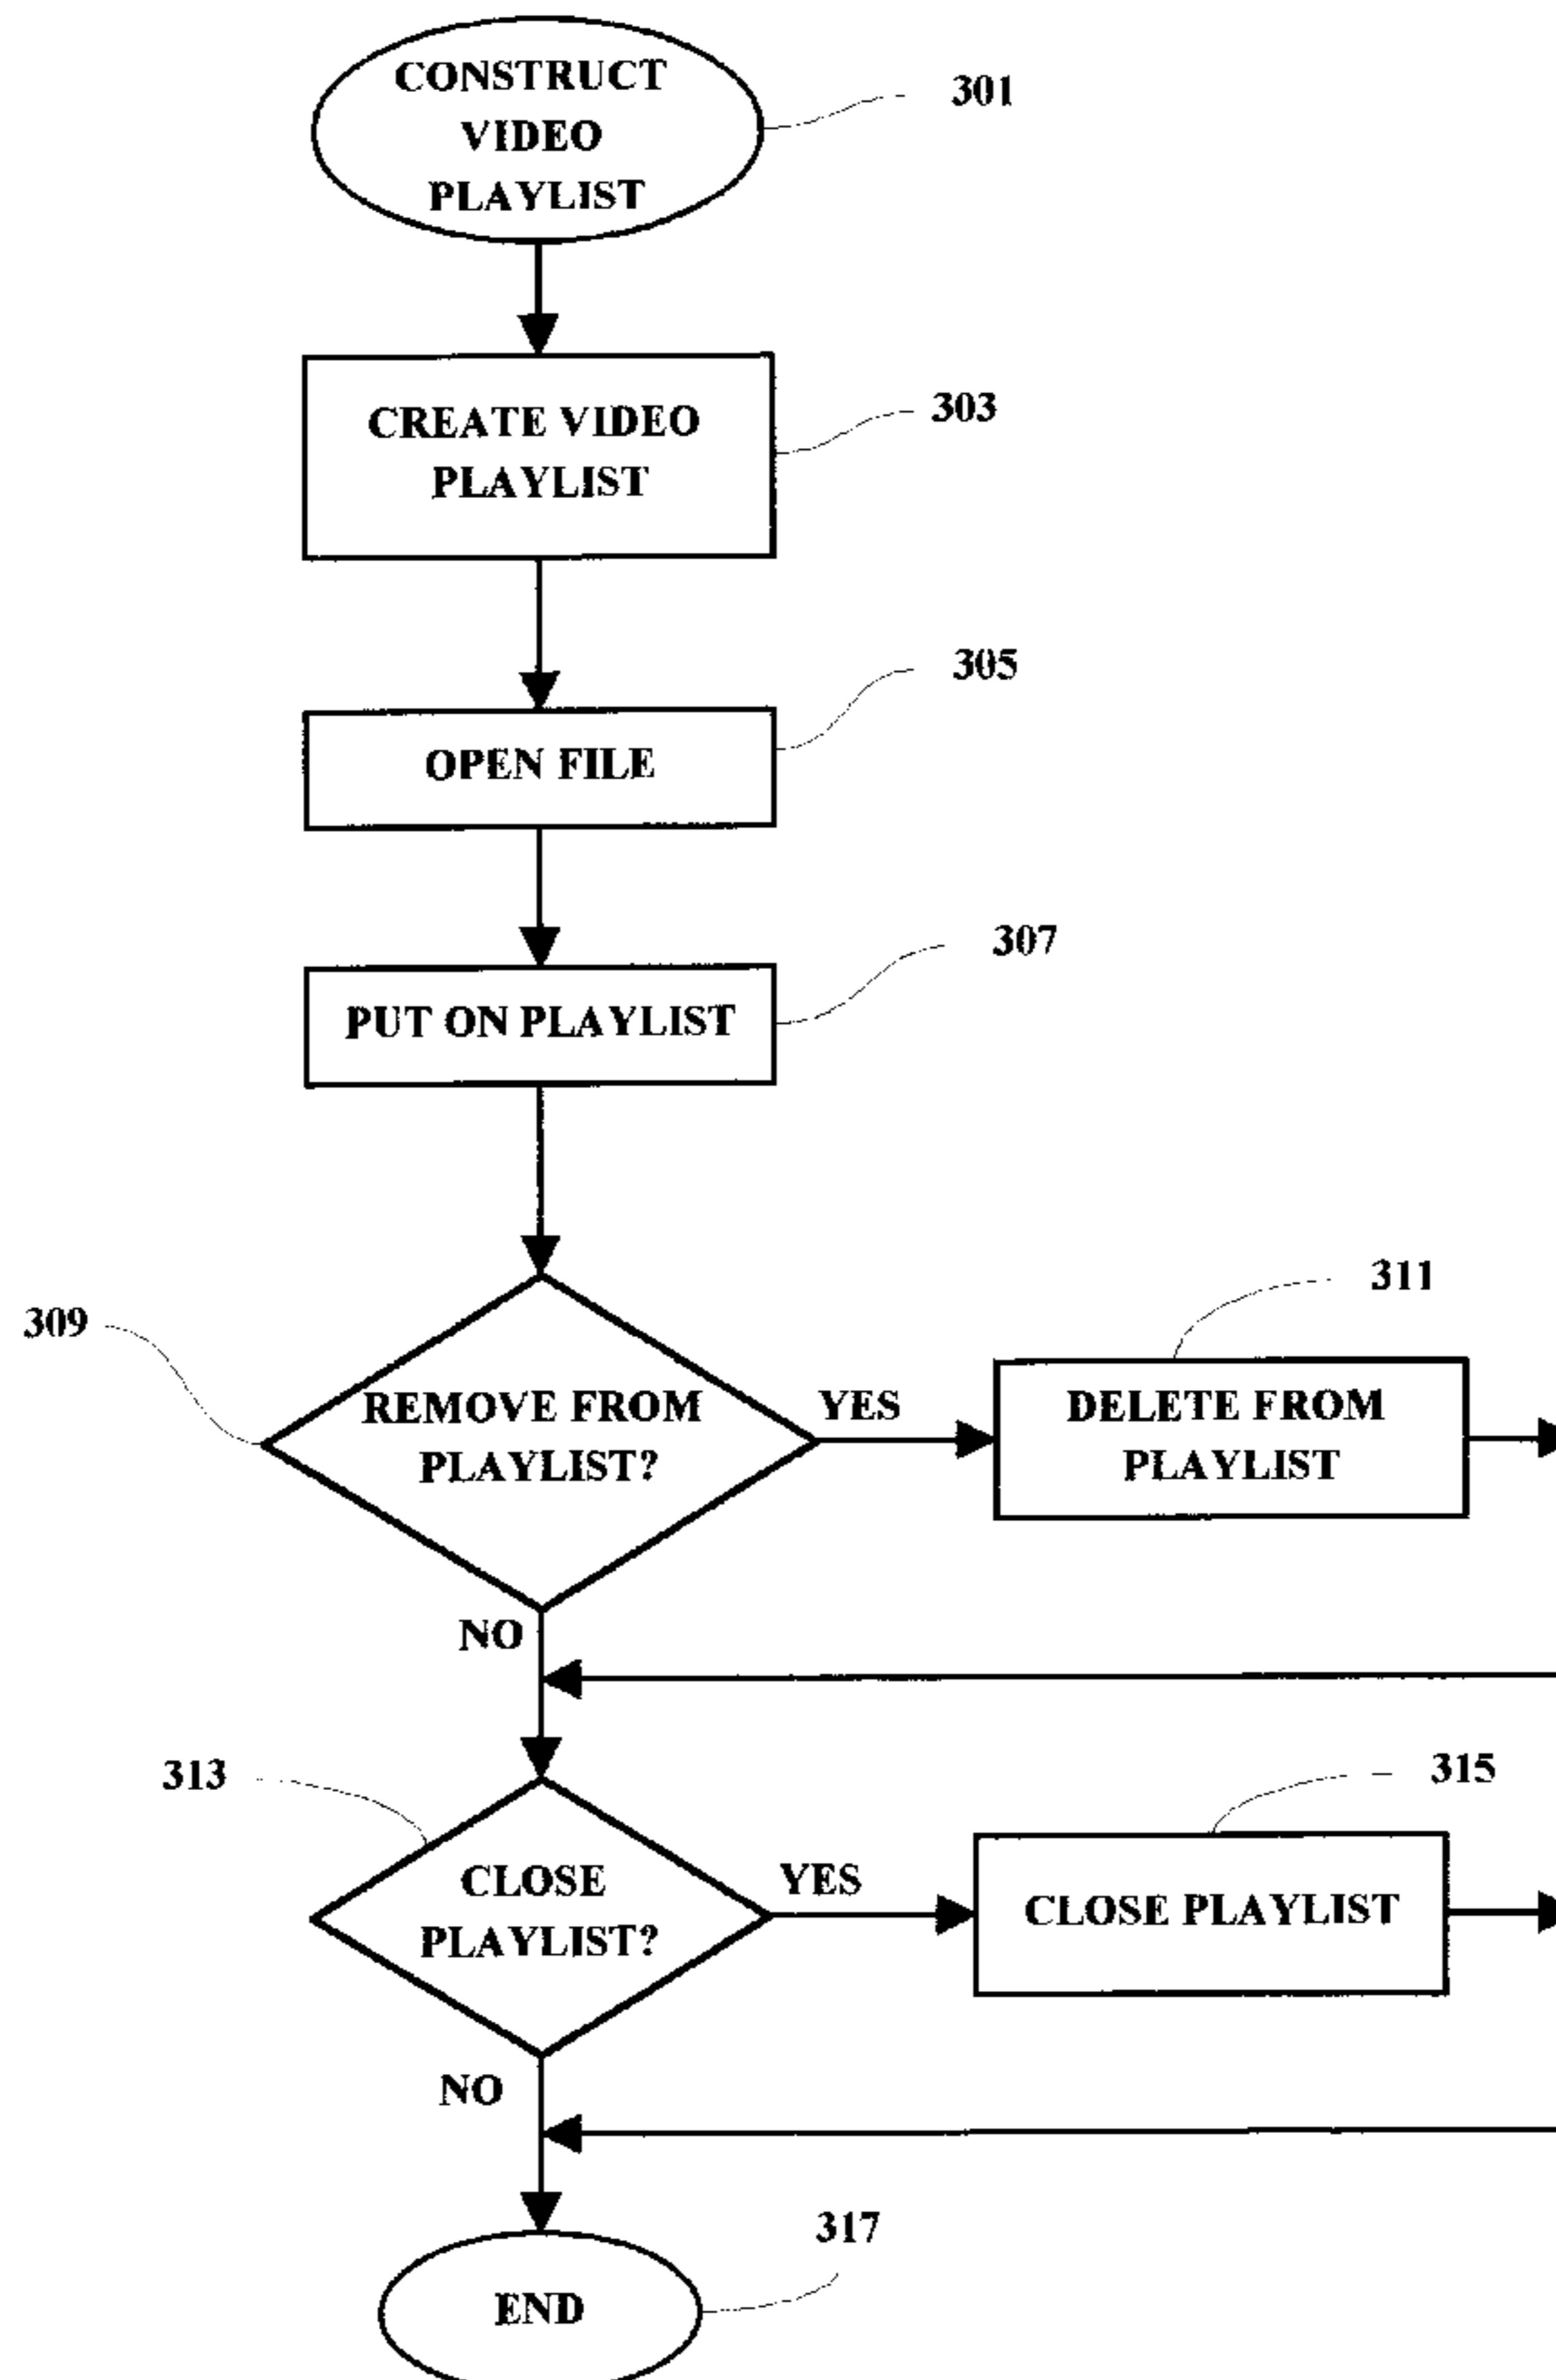 CONSTRUCT
VIDEO
PLAYLIST
301
CREATE VIDEO
PLAYLIST
303
305
OPEN FILE
307
PUT ON PLAYLIST
309
REMOVE FROM
PLAYLIST?
YES
311
DELETE FROM
PLAYLIST
NO
313
CLOSE
PLAYLIST?
YES
315
CLOSE PLAYLIST
NO
317
END